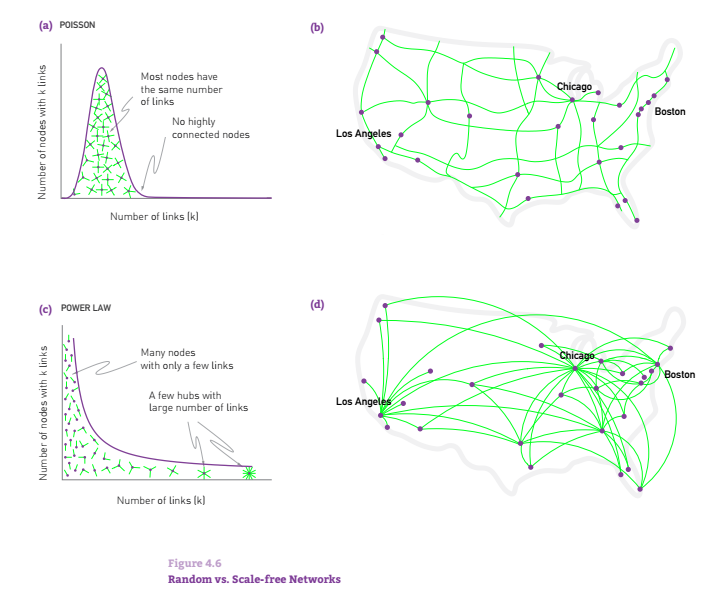 (a) POISSON
Number of nodes with k links
Most nodes have
the same number
of links
No highly
connected nodes
Number of links (k)
(b)
Chicago
Boston
Los Angeles
(c) POWER LAW
Number of nodes with k links
Many nodes
with only a few links
A few hubs with
large number of links
Number of links (k)
(d)
Chicago
Boston
Los Angeles
Figure 4.6
Random vs. Scale-free Networks